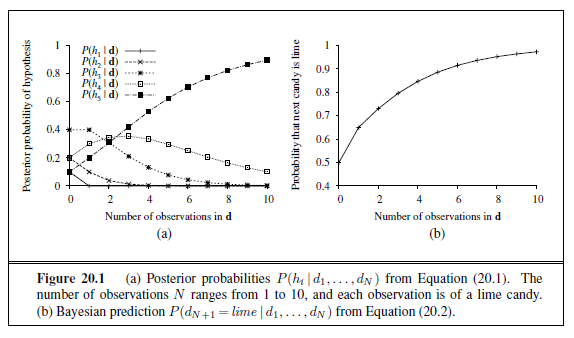 Posterior probability of hypothesis
1
0.8
0.6
0.4
0.2
0
P(h1 | d)
P(h2 | d)
P(h3 | d)
P(h4 | d)
P(h5 | d)
0 2 4 6 8 10
Number of observations in d
(a)
Probability that next candy is lime
1
0.9
0.8
0.7
0.6
0.5
0.4
0 2 4 6 8 10
Number of observations in d
(b)
Figure 20.1 (a) Posterior probabilities P(hi | d1, . . . , dN) from Equation (20.1). The
number of observations N ranges from 1 to 10, and each observation is of a lime candy.
(b) Bayesian prediction P(dN+1 = lime | d1, . . . , dN) from Equation (20.2).